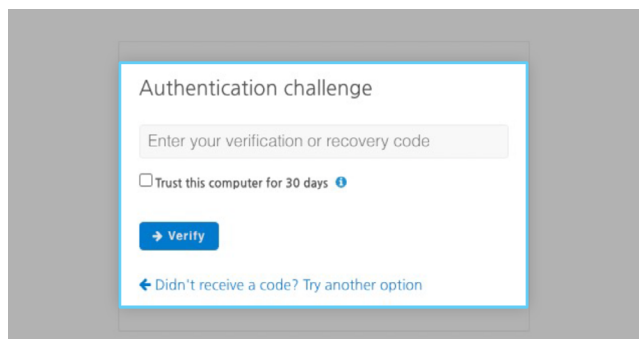 Authentication challenge
Enter your verification or recovery code
Trust this computer for 30 days
Verify
Didn't receive a code? Try another option